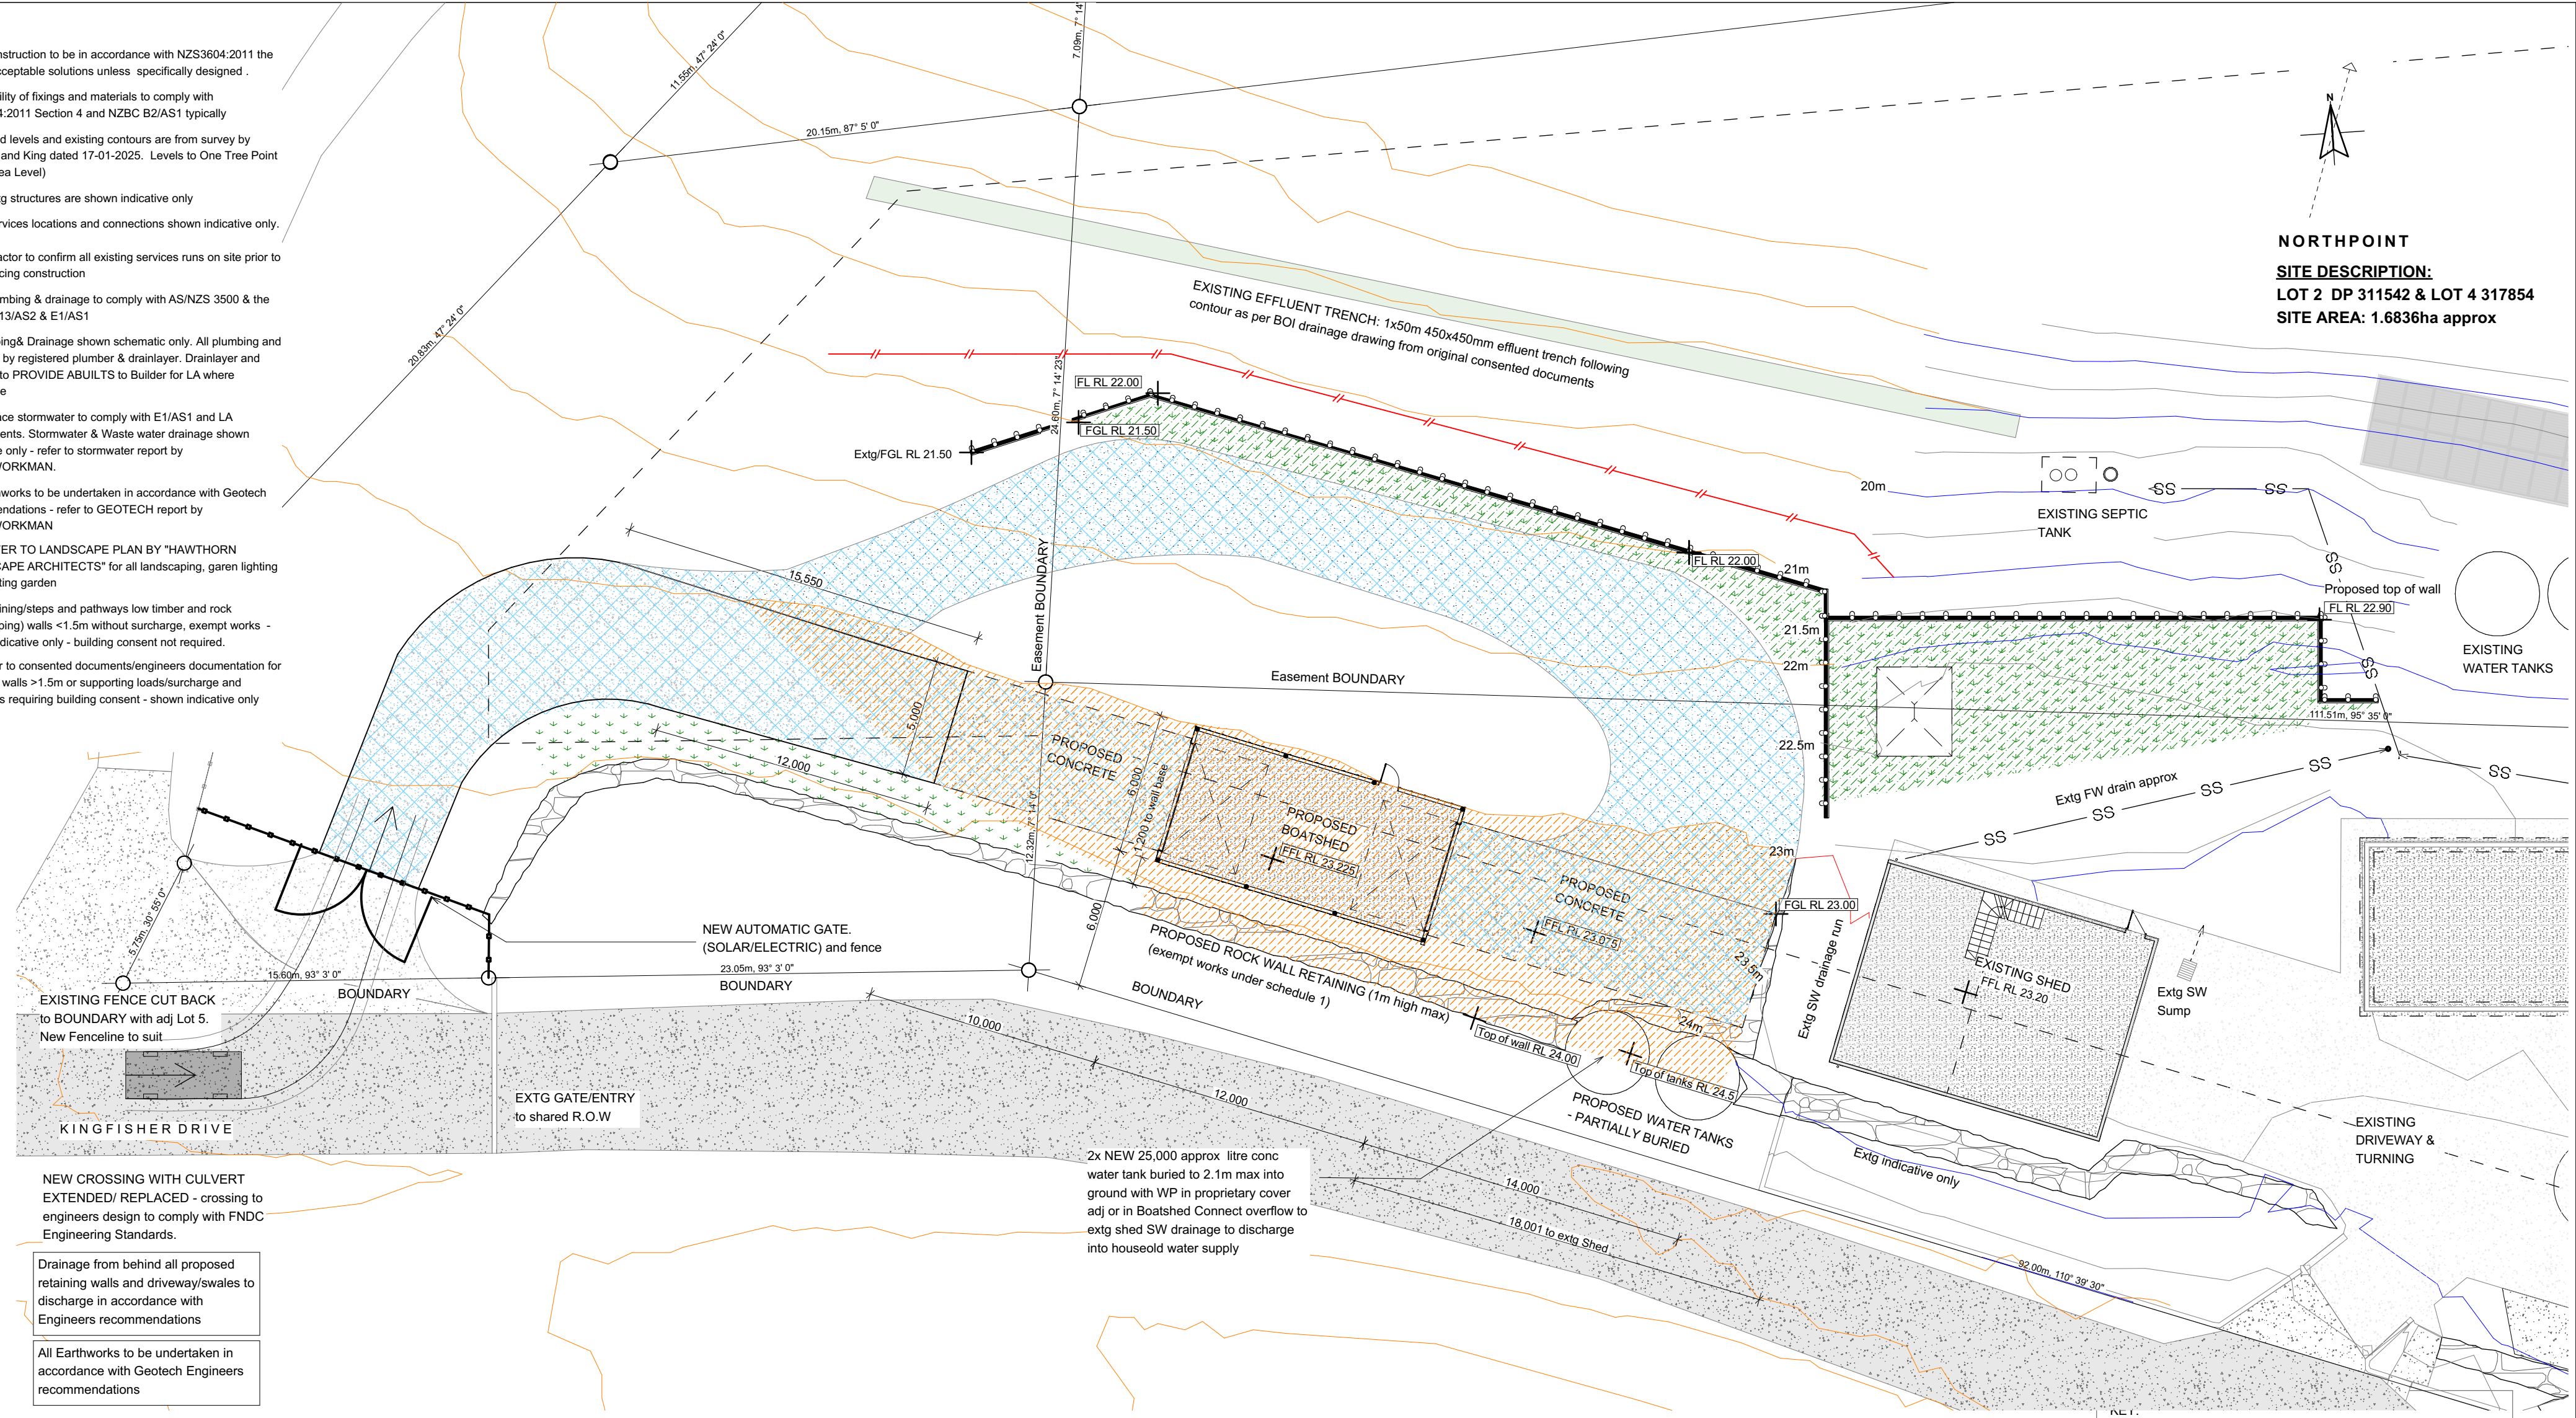 nstruction to be in accordance with NZS3604:2011 the
cceptable solutions unless specifically designed .
ility of fixings and materials to comply with
4:2011 Section 4 and NZBC B2/AS1 typically
d levels and existing contours are from survey by
and King dated 17-01-2025. Levels to One Tree Point
ea Level)
tg structures are shown indicative only
rvices locations and connections shown indicative only.
actor to confirm all existing services runs on site prior to
cing construction
mbing & drainage to comply with AS/NZS 3500 & the
13/AS2 & E1/AS1
bing& Drainage shown schematic only. All plumbing and
by registered plumber & drainlayer. Drainlayer and
to PROVIDE ABUILTS to Builder for LA where
e
ace stormwater to comply with E1/AS1 and LA
ents. Stormwater & Waste water drainage shown
e only - refer to stormwater report by
WORKMAN.
hworks to be undertaken in accordance with Geotech
endations - refer to GEOTECH report by
WORKMAN
ER TO LANDSCAPE PLAN BY "HAWTHORN
CAPE ARCHITECTS" for all landscaping, garen lighting
ting garden
ining/steps and pathways low timber and rock
ping) walls <1.5m without surcharge, exempt works -
ndicative only - building consent not required.
r to consented documents/engineers documentation for
walls >1.5m or supporting loads/surcharge and
s requiring building consent - shown indicative only
11.55m, 47° 24' 0"
7.09m, 7° 14'
20.15m, 87° 5' 0"
20.83m, 47° 24' 0"
24.60m, 7° 14' 23"
N
NORTHPOINT
SITE DESCRIPTION:
LOT 2 DP 311542 & LOT 4 317854
SITE AREA: 1.6836ha approx
EXISTING EFFLUENT TRENCH: 1x50m 450x450mm effluent trench following
contour as per BOI drainage drawing from original consented documents
FL RL 22.00
FGL RL 21.50
Extg/FGL RL 21.50
20m
SS
SS
EXISTING SEPTIC
TANK
SS
FL RL 22.00
21m
Proposed top of wall
FL RL 22.90
15,550
Easement BOUNDARY
21.5m
22m
SS
EXISTING
WATER TANKS
Easement BOUNDARY
5,000
111.51m, 95° 35' 0"
22.5m
PROPOSED
CONCRETE
12,000
6,000
1,200 to wall base
SS
SS
Extg FW drain approx
SS
SS
SS
12.32m, 7° 14' 0"
PROPOSED
BOATSHED
FFL RL 23.225
23m
PROPOSED
CONCRETE
FFL RL 23.075
FGL RL 23.00
5.75m, 30° 55' 0"
6,000
NEW AUTOMATIC GATE.
(SOLAR/ELECTRIC) and fence
PROPOSED ROCK WALL RETAINING (1m high max)
(exempt works under schedule 1)
23.5m
Extg SW drainage run
EXISTING SHED
FFL RL 23.20
Extg SW
Sump
15.60m, 93° 3' 0"
BOUNDARY
23.05m, 93° 3' 0"
BOUNDARY
BOUNDARY
EXISTING FENCE CUT BACK
to BOUNDARY with adj Lot 5.
New Fenceline to suit
10,000
24m
Top of wall RL 24.00
Top of tanks RL 24.5
EXTG GATE/ENTRY
to shared R.O.W
12,000
PROPOSED WATER TANKS
- PARTIALLY BURIED
KINGFISHER DRIVE
EXISTING
DRIVEWAY &
TURNING
Extg indicative only
2x NEW 25,000 approx litre conc
water tank buried to 2.1m max into
ground with WP in proprietary cover
adj or in Boatshed Connect overflow to
extg shed SW drainage to discharge
into houseold water supply
14,000
18,001 to extg Shed
NEW CROSSING WITH CULVERT
EXTENDED/ REPLACED - crossing to
engineers design to comply with FNDC
Engineering Standards.
92.00m, 110° 39' 30"
Drainage from behind all proposed
retaining walls and driveway/swales to
discharge in accordance with
Engineers recommendations
All Earthworks to be undertaken in
accordance with Geotech Engineers
recommendations
KEY: